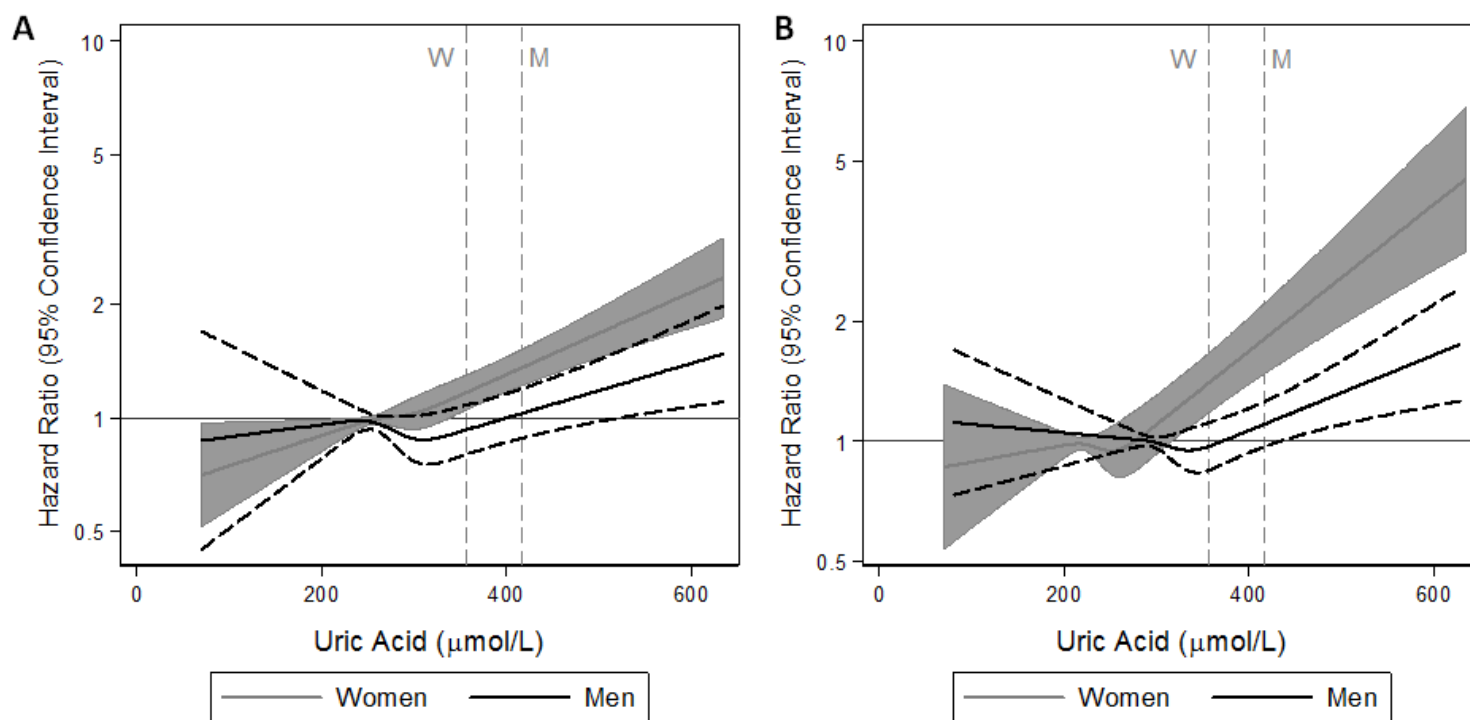 A
Hazard Ratio (95% Confidence Interval)
10
5
2
1
0.5
W
M
0
200
400
600
Uric Acid (μmol/L)
Women
Men
B
Hazard Ratio (95% Confidence Interval)
10
5
2
1
0.5
W
M
0
200
400
600
Uric Acid (μmol/L)
Women
Men